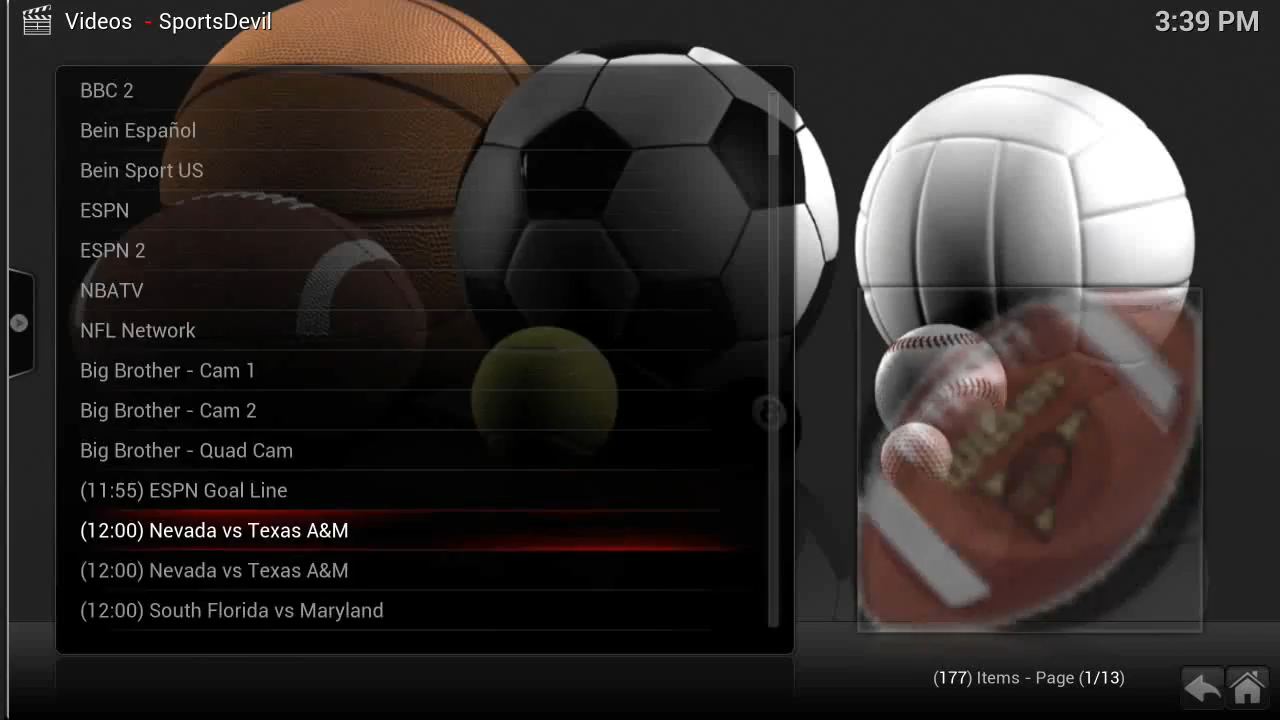 Videos - SportsDevil
3:39 PM
BBC 2
Bein Español
Bein Sport US
ESPN
ESPN 2
NBATV
NFL Network
Big Brother - Cam 1
Big Brother - Cam 2
Big Brother - Quad Cam
(11:55) ESPN Goal Line
(12:00) Nevada vs Texas A&M
(12:00) Nevada vs Texas A&M
(12:00) South Florida vs Maryland
Wilson
(177) Items - Page (1/13)